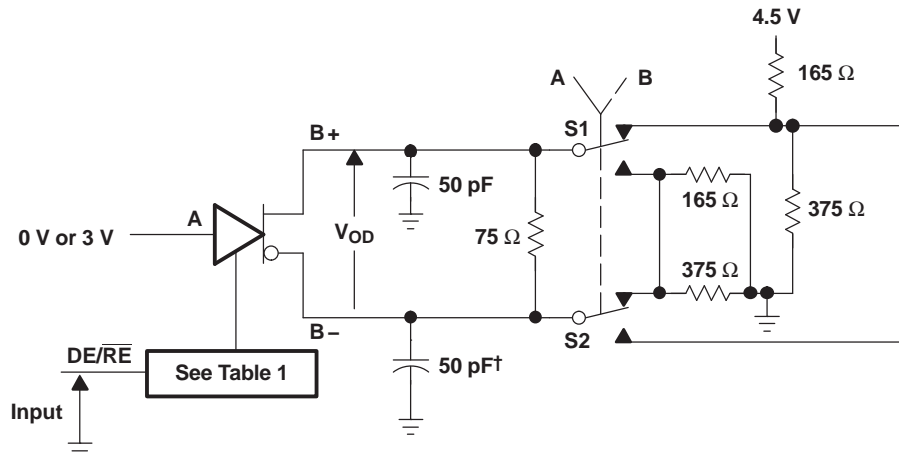 4.5 V
165 Ω
A
B
S1
B+
50 pF
165 Ω
375 Ω
A
0 V or 3 V
VOD
75 Ω
375 Ω
B–
S2
DE/RE
See Table 1
50 pF†
Input